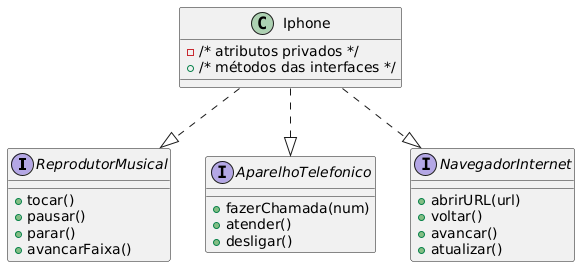 C Iphone
/* atributos privados */
/* métodos das interfaces */
I ReprodutorMusical
tocar()
pausar()
parar()
avancarFaixa()
I AparelhoTelefonico
fazerChamada(num)
atender()
desligar()
I NavegadorInternet
abrirURL(url)
voltar()
avancar()
atualizar()